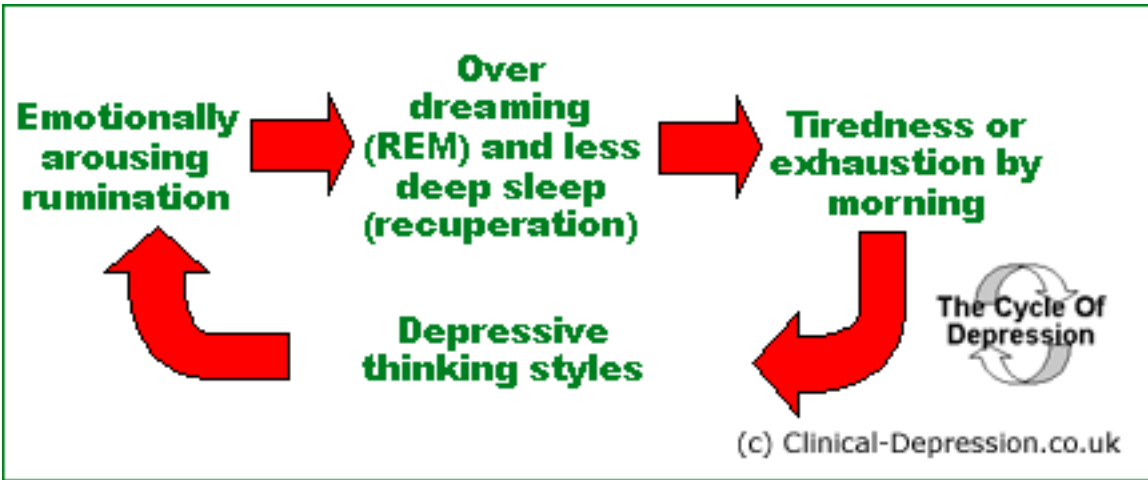 Emotionally
arousing
rumination
Over
dreaming
(REM) and less
deep sleep
(recuperation)
Tiredness or
exhaustion by
morning
Depressive
thinking styles
The Cycle Of
Depression
(c) Clinical-Depression.co.uk